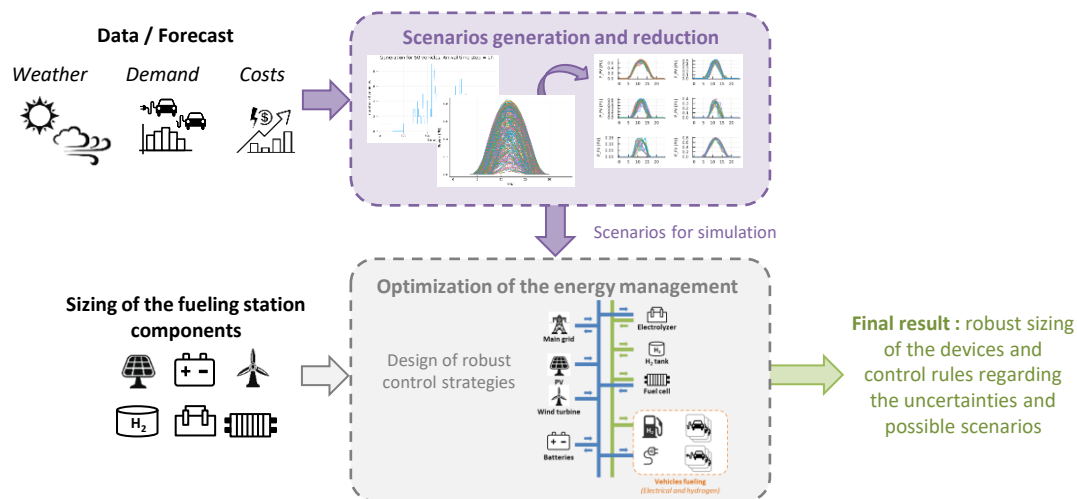 Data / Forecast
Weather
Demand
Costs
Scenarios generation and reduction
Scenarios for simulation
Sizing of the fueling station
components
H2
Optimization of the energy management
Design of robust
control strategies
Main grid
PV
Wind turbine
Batteries
Electrolyzer
H2
H2 tank
Fuel cell
H2
Vehicles fueling
(Electrical and hydrogen)
Final result : robust sizing
of the devices and
control rules regarding
the uncertainties and
possible scenarios